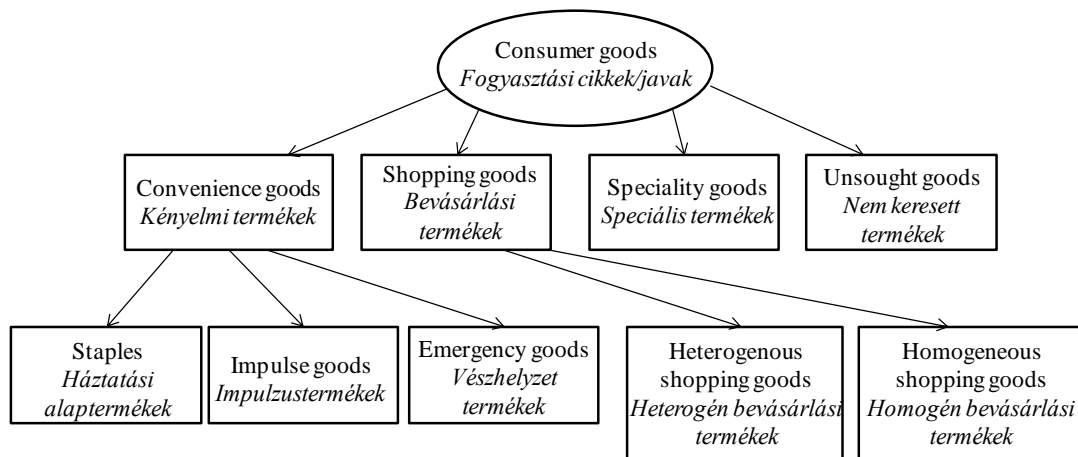 Consumer goods
Fogyasztási cikkek/javak
Convenience goods
Kényelmi termékek
Shopping goods
Bevásárlási
termékek
Speciality goods
Speciális termékek
Unsought goods
Nem keresett
termékek
Staples
Háztatási
alaptermékek
Impulse goods
Impulzustermékek
Emergency goods
Vészhelyzet
termékek
Heterogenous
shopping goods
Heterogén bevásárlási
termékek
Homogeneous
shopping goods
Homogén bevásárlási
termékek